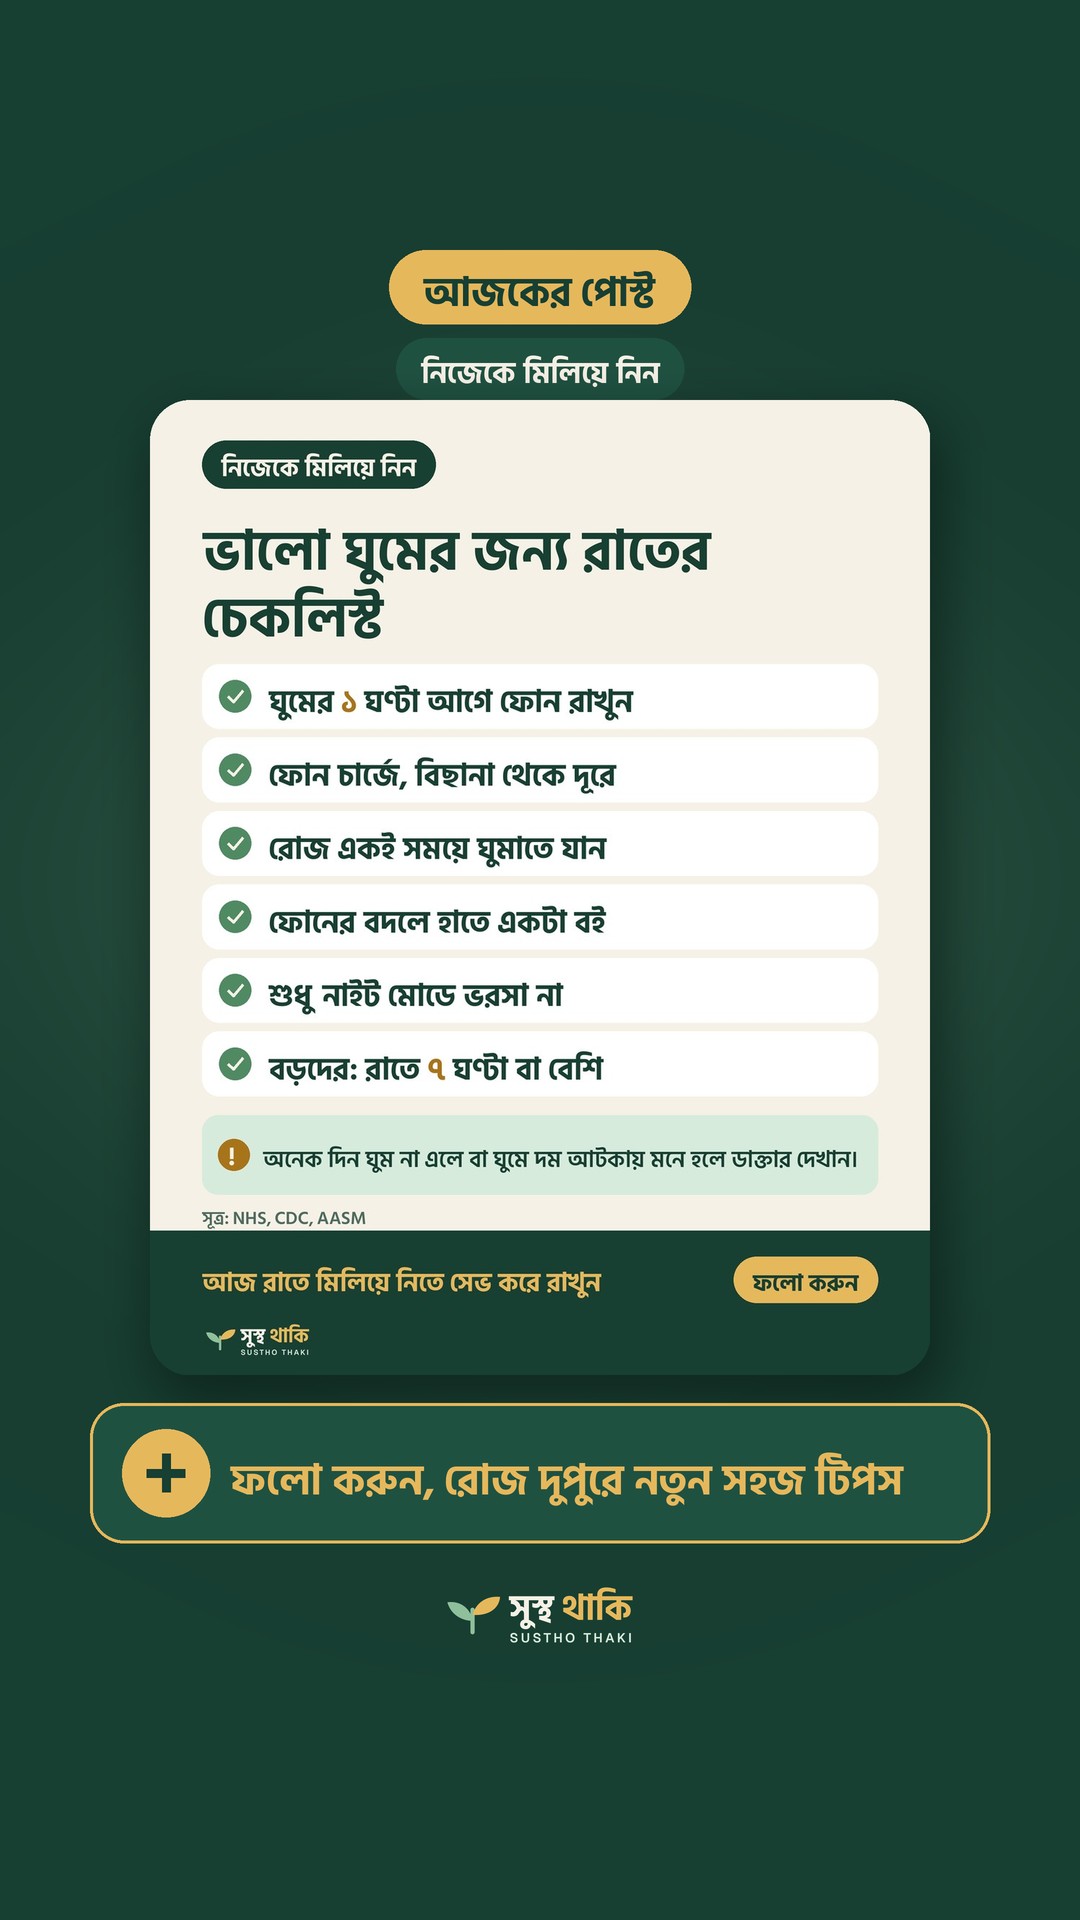 আজকের পোস্ট
নিজেকে মিলিয়ে নিন
নিজেকে মিলিয়ে নিন
ভালো ঘুমের জন্য রাতের
চেকলিস্ট
ঘুমের ১ ঘণ্টা আগে ফোন রাখুন
ফোন চার্জে, বিছানা থেকে দূরে
রোজ একই সময়ে ঘুমাতে যান
ফোনের বদলে হাতে একটা বই
শুধু নাইট মোডে ভরসা না
বড়দের: রাতে ৭ ঘণ্টা বা বেশি
অনেক দিন ঘুম না এলে বা ঘুমে দম আটকায় মনে হলে ডাক্তার দেখান।
সূত্র: NHS, CDC, AASM
আজ রাতে মিলিয়ে নিতে সেভ করে রাখুন
ফলো করুন
সুস্থ থাকি
SUSTHO THAKI
ফলো করুন, রোজ দুপুরে নতুন সহজ টিপস
সুস্থ থাকি
SUSTHO THAKI